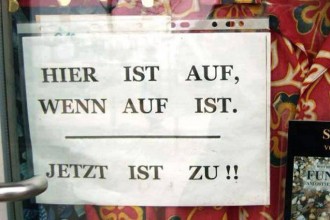 HIER IST AUF,
WENN AUF IST.
JETZT IST ZU !!